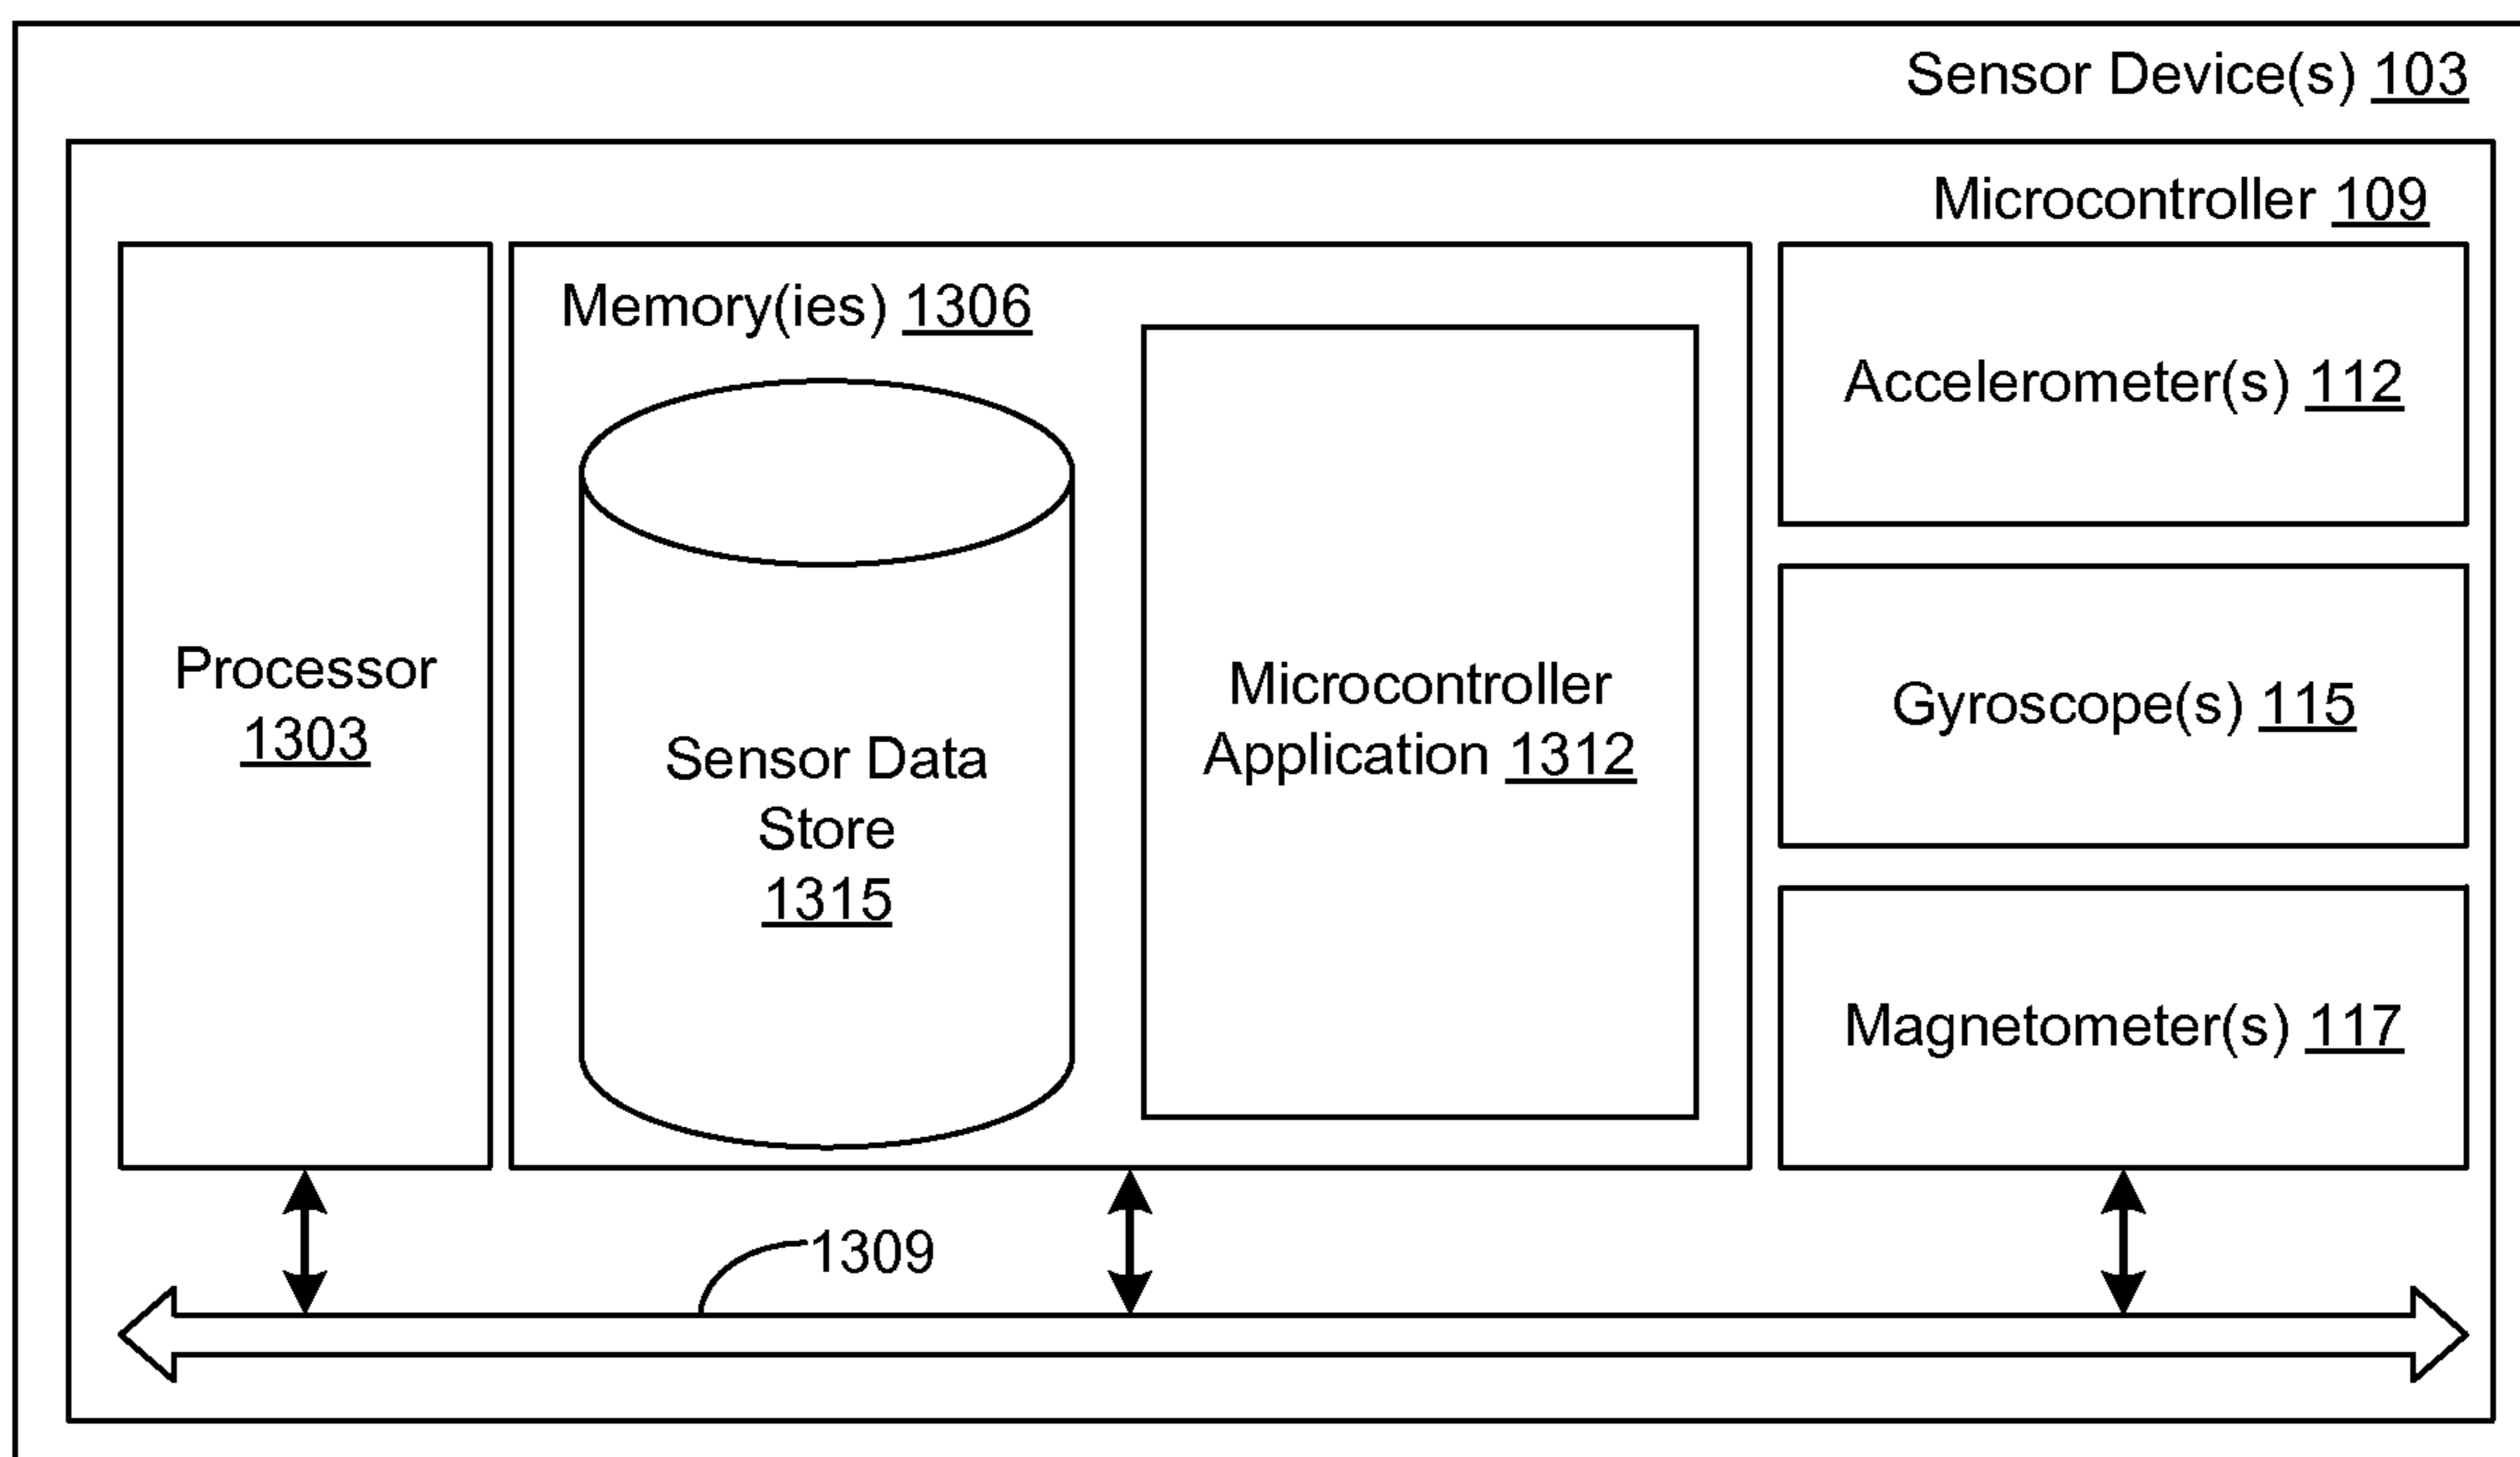 Sensor Device(s) 103
Microcontroller 109
Processor
1303
Memory(ies) 1306
Sensor Data
Store
1315
Microcontroller
Application 1312
Accelerometer(s) 112
Gyroscope(s) 115
Magnetometer(s) 117
1309